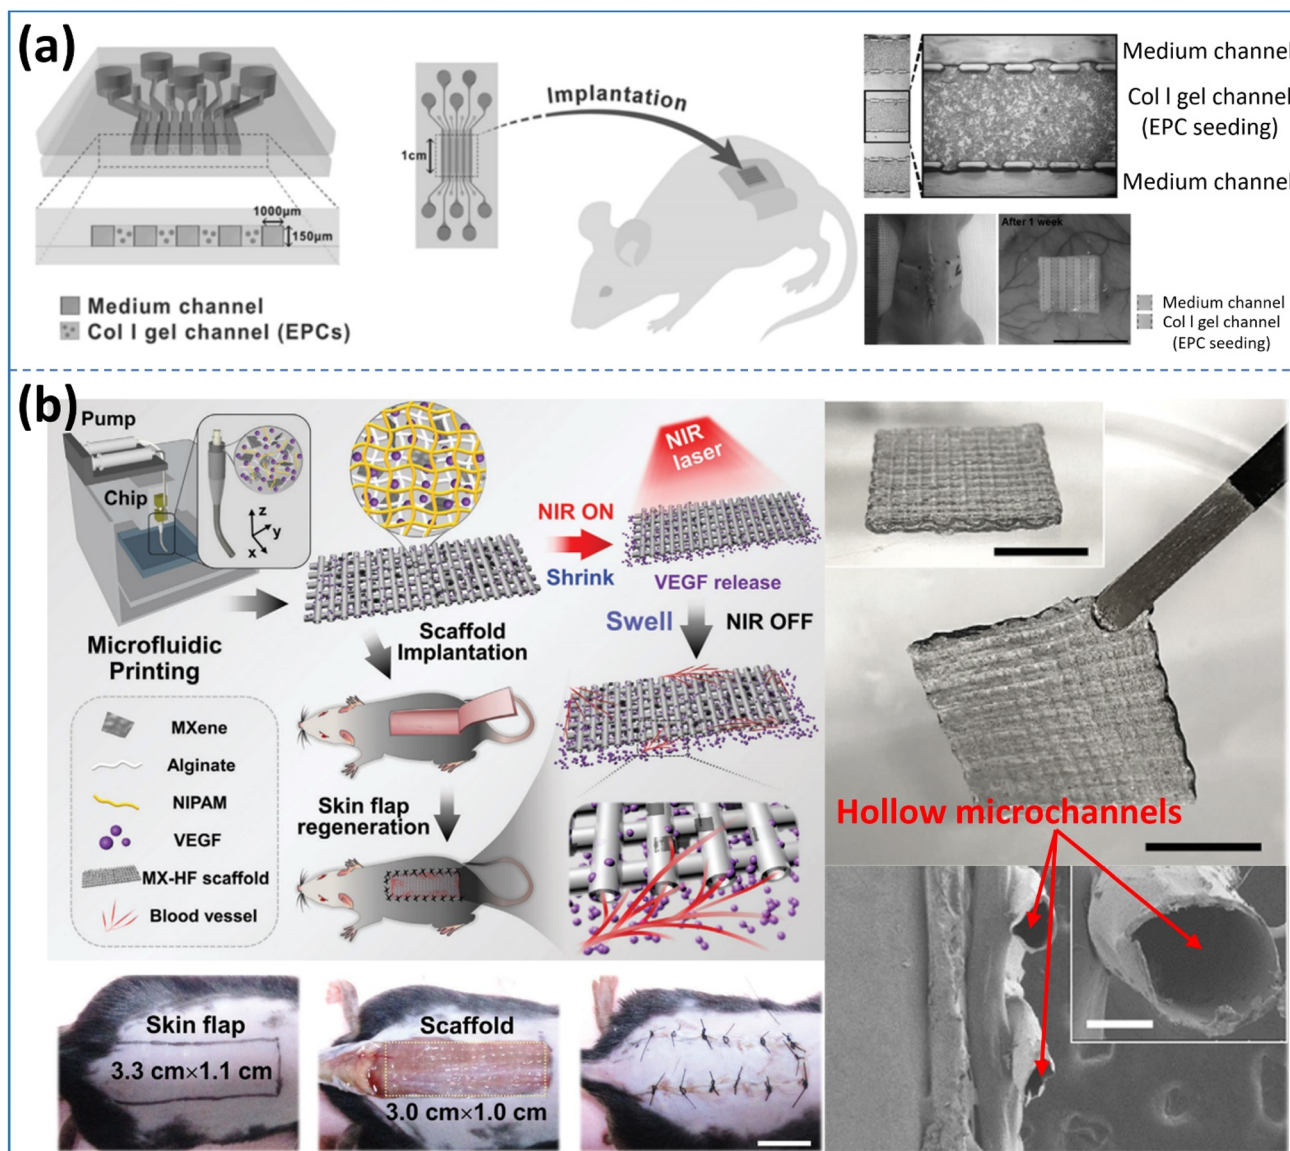 (a)
1cm
1000μm
150μm
Medium channel
Col I gel channel (EPCs)
Implantation
Medium channel
Col I gel channel
(EPC seeding)
Medium channel
After 1 week
Medium channel
Col I gel channel
(EPC seeding)
(b)
Pump
Chip
z
y
x
Microfluidic
Printing
NIR
laser
NIR ON
Shrink
VEGF release
Swell
NIR OFF
Scaffold
Implantation
Skin flap
regeneration
MXene
Alginate
NIPAM
VEGF
MX-HF scaffold
Blood vessel
Hollow microchannels
Skin flap
3.3 cm×1.1 cm
Scaffold
3.0 cm×1.0 cm